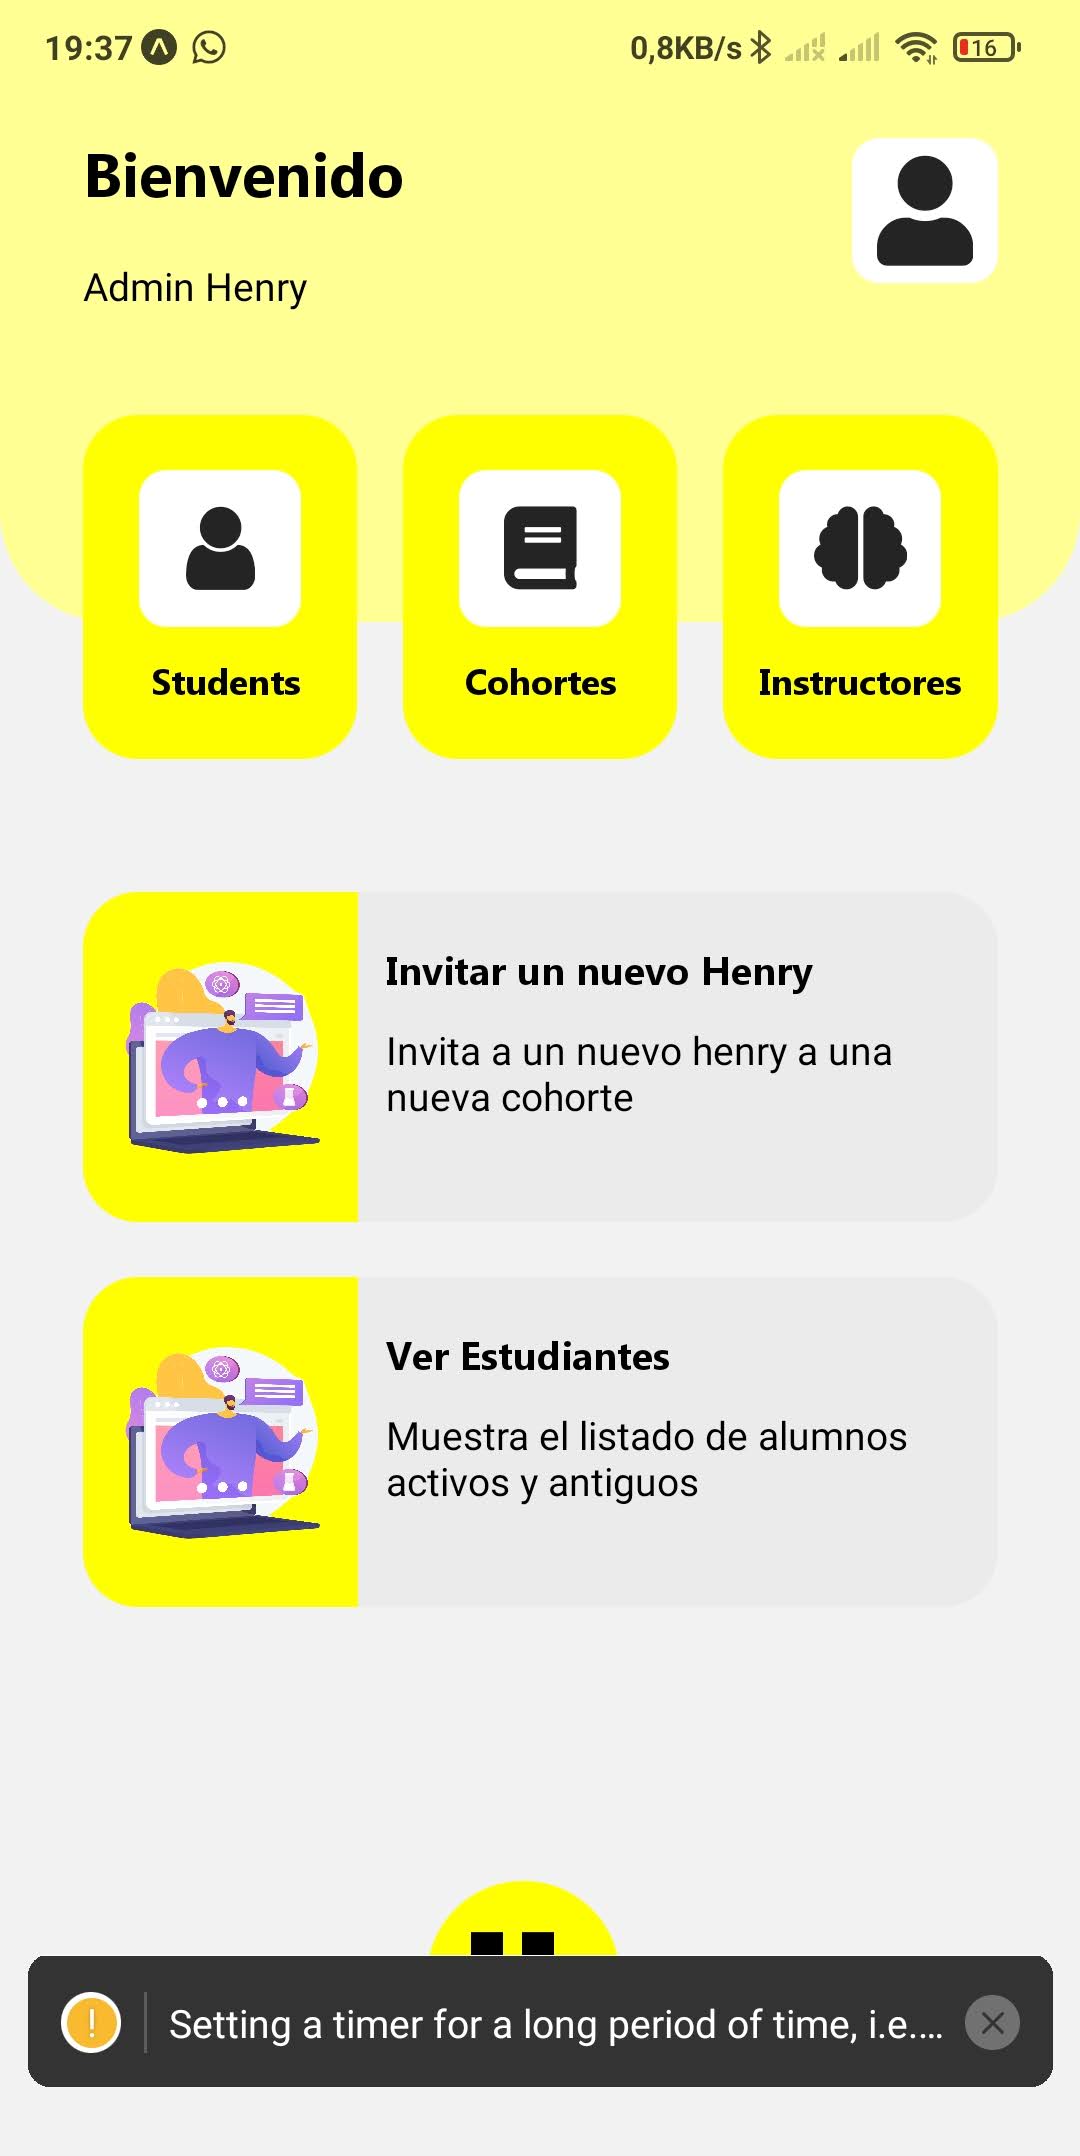 19:37
0,8KB/s
16
Bienvenido
Admin Henry
Students
Cohortes
Instructores
Invitar un nuevo Henry
Invita a un nuevo henry a una
nueva cohorte
Ver Estudiantes
Muestra el listado de alumnos
activos y antiguos
Setting a timer for a long period of time, i.e....